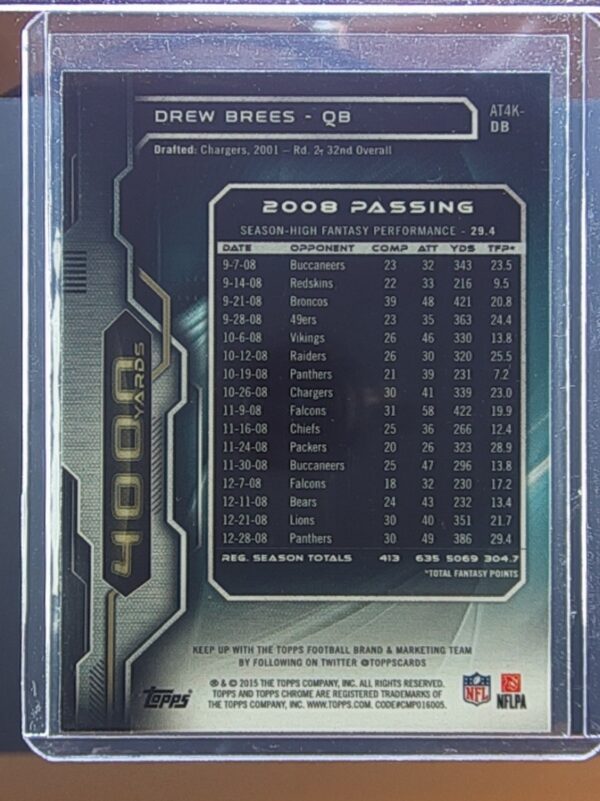 DREW BREES - QB
AT4K-
DB
Drafted: Chargers, 2001 – Rd. 2, 32nd Overall
2008 PASSING
SEASON-HIGH FANTASY PERFORMANCE - 29.4
DATE OPPONENT COMP ATT YDS TFP*
9-7-08 Buccaneers 23 32 343 23.5
9-14-08 Redskins 22 33 216 9.5
9-21-08 Broncos 39 48 421 20.8
9-28-08 49ers 23 35 363 24.4
10-6-08 Vikings 26 46 330 13.8
10-12-08 Raiders 26 30 320 25.5
10-19-08 Panthers 21 39 231 7.2
10-26-08 Chargers 30 41 339 23.0
11-9-08 Falcons 31 58 422 19.9
11-16-08 Chiefs 25 36 266 12.4
11-24-08 Packers 20 26 323 28.9
11-30-08 Buccaneers 25 47 296 13.8
12-7-08 Falcons 18 32 230 17.2
12-11-08 Bears 24 43 232 13.4
12-21-08 Lions 30 40 351 21.7
12-28-08 Panthers 30 49 386 29.4
REG. SEASON TOTALS 413 635 5069 304.7
*TOTAL FANTASY POINTS
4000
YARDS
KEEP UP WITH THE TOPPS FOOTBALL BRAND & MARKETING TEAM
BY FOLLOWING ON TWITTER @TOPPSCARDS
® & © 2015 THE TOPPS COMPANY, INC. ALL RIGHTS RESERVED.
TOPPS AND TOPPS CHROME ARE REGISTERED TRADEMARKS OF
THE TOPPS COMPANY, INC. WWW.TOPPS.COM. CODE#CMP016005.
Topps
NFL
NFLPA